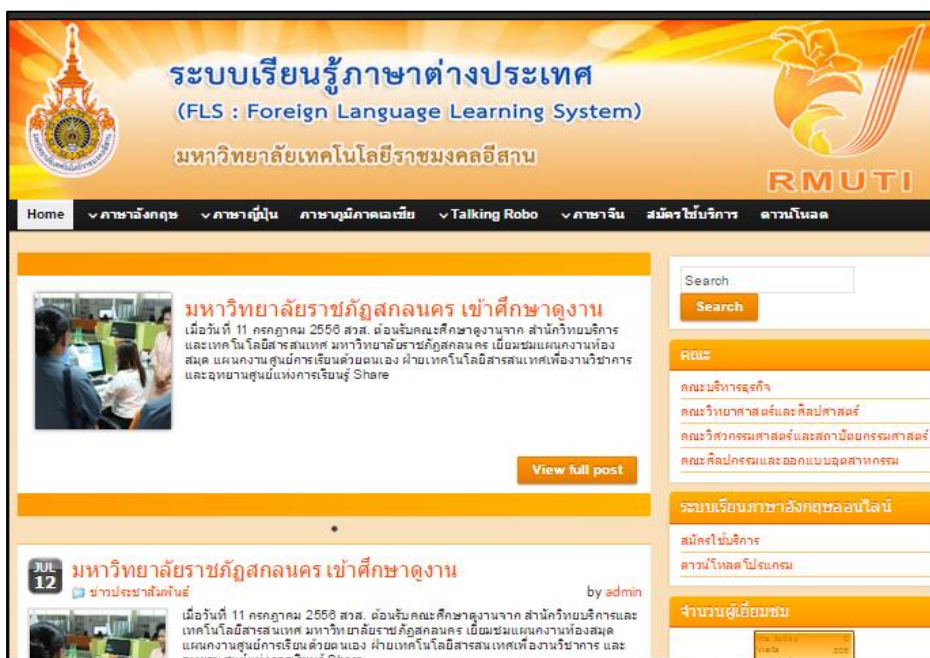 ระบบเรียนรู้ภาษาต่างประเทศ
(FLS : Foreign Language Learning System)
มหาวิทยาลัยเทคโนโลยีราชมงคลอีสาน
RMUTI
Home ภาษาอังกฤษ ภาษาญี่ปุ่น ภาษาภูมิภาคเอเซีย Talking Robo ภาษาจีน สมัครใช้บริการ ดาวน์โหลด
มหาวิทยาลัยราชภัฏสกลนคร เข้าศึกษาดูงาน
เมื่อวันที่ 11 กรกฎาคม 2556 สวส. ต้อนรับคณะศึกษาดูงานจาก สำนักวิทยบริการ
และเทคโนโลยีสารสนเทศ มหาวิทยาลัยราชภัฏสกลนคร เยี่ยมชมแผนกงานห้อง
สมุด แผนกงานศูนย์การเรียนด้วยตนเอง ฝ่ายเทคโนโลยีสารสนเทศเพื่องานวิชาการ
และอุทยานศูนย์แห่งการเรียนรู้ Share
View full post
JUL
12
มหาวิทยาลัยราชภัฏสกลนคร เข้าศึกษาดูงาน
ข่าวประชาสัมพันธ์ by admin
เมื่อวันที่ 11 กรกฎาคม 2556 สวส. ต้อนรับคณะศึกษาดูงานจาก สำนักวิทยบริการและ
เทคโนโลยีสารสนเทศ มหาวิทยาลัยราชภัฏสกลนคร เยี่ยมชมแผนกงานห้องสมุด
แผนกงานศูนย์การเรียนด้วยตนเอง ฝ่ายเทคโนโลยีสารสนเทศเพื่องานวิชาการ และ
Search
Search
คณะ
คณะบริหารธุรกิจ
คณะวิทยาศาสตร์และศิลปศาสตร์
คณะวิศวกรรมศาสตร์และสถาปัตยกรรมศาสตร์
คณะศิลปกรรมและออกแบบอุตสาหกรรม
ระบบเรียนภาษาอังกฤษออนไลน์
สมัครใช้บริการ
ดาวน์โหลดโปรแกรม
จำนวนผู้เยี่ยมชม